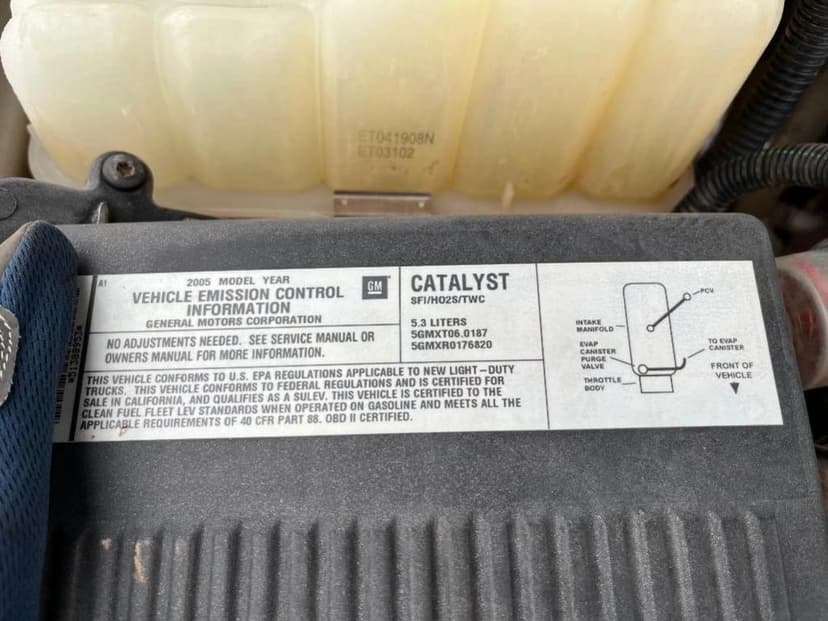 ET041908N
ET03102
A1
2005 MODEL YEAR
VEHICLE EMISSION CONTROL
INFORMATION
GENERAL MOTORS CORPORATION
GM
NO ADJUSTMENTS NEEDED. SEE SERVICE MANUAL OR
OWNERS MANUAL FOR MORE INFORMATION.
CATALYST
SFI/HO2S/TWC
5.3 LITERS
5GMXT06.0187
5GMXR0176820
THIS VEHICLE CONFORMS TO U.S. EPA REGULATIONS APPLICABLE TO NEW LIGHT-DUTY
TRUCKS. THIS VEHICLE CONFORMS TO FEDERAL REGULATIONS AND IS CERTIFIED FOR
SALE IN CALIFORNIA, AND QUALIFIES AS A SULEV. THIS VEHICLE IS CERTIFIED TO THE
CLEAN FUEL FLEET LEV STANDARDS WHEN OPERATED ON GASOLINE AND MEETS ALL THE
APPLICABLE REQUIREMENTS OF 40 CFR PART 88. OBD II CERTIFIED.
PCV
INTAKE
MANIFOLD
EVAP
CANISTER
PURGE
VALVE
THROTTLE
BODY
TO EVAP
CANISTER
FRONT OF
VEHICLE